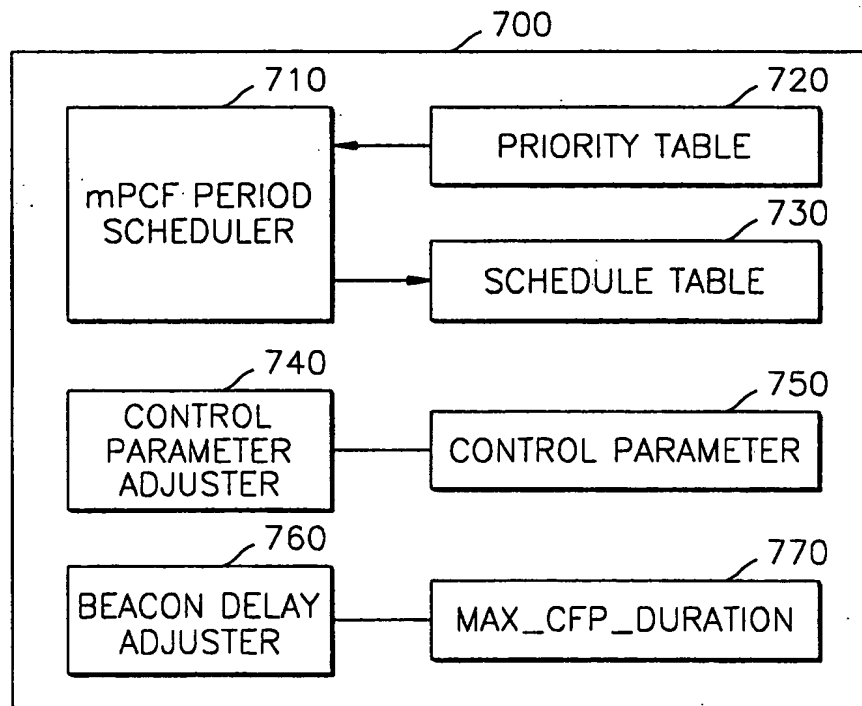 700
710
mPCF PERIOD
SCHEDULER
720
PRIORITY TABLE
730
SCHEDULE TABLE
740
CONTROL
PARAMETER
ADJUSTER
750
CONTROL PARAMETER
760
BEACON DELAY
ADJUSTER
770
MAX_CFP_DURATION